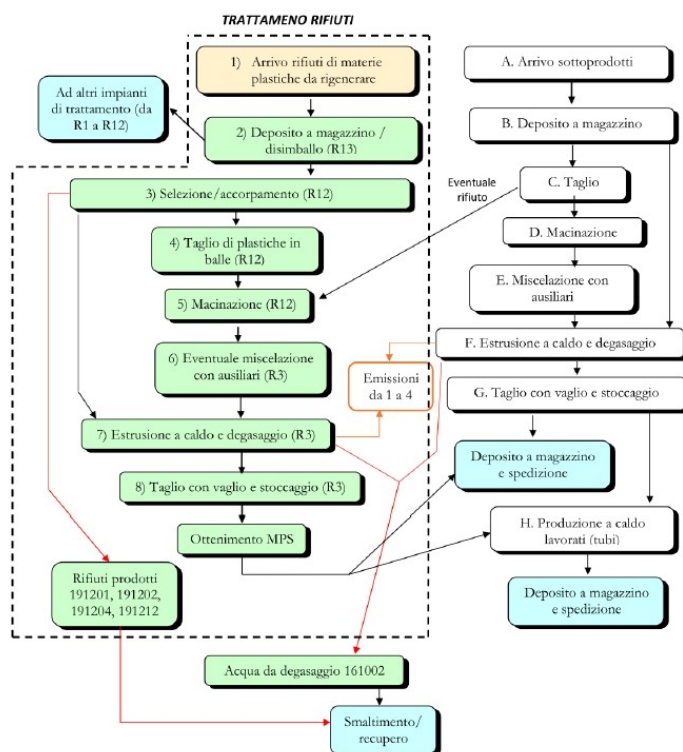 TRATTAMENO RIFIUTI
1) Arrivo rifiuti di materie
plastiche da rigenerare
Ad altri impianti
di trattamento (da
R1 a R12)
2) Deposito a magazzino /
disimballo (R13)
3) Selezione/accorpamento (R12)
4) Taglio di plastiche in
balle (R12)
5) Macinazione (R12)
6) Eventuale miscelazione
con ausiliari (R3)
7) Estrusione a caldo e degasaggio (R3)
8) Taglio con vaglio e stoccaggio (R3)
Ottenimento MPS
Rifiuti prodotti
191201, 191202,
191204, 191212
Acqua da degasaggio 161002
Smaltimento/
recupero
Emissioni
da 1 a 4
Eventuale
rifiuto
A. Arrivo sottoprodotti
B. Deposito a magazzino
C. Taglio
D. Macinazione
E. Miscelazione con
ausiliari
F. Estrusione a caldo e degasaggio
G. Taglio con vaglio e stoccaggio
Deposito a magazzino
e spedizione
H. Produzione a caldo
lavorati (tubi)
Deposito a magazzino
e spedizione